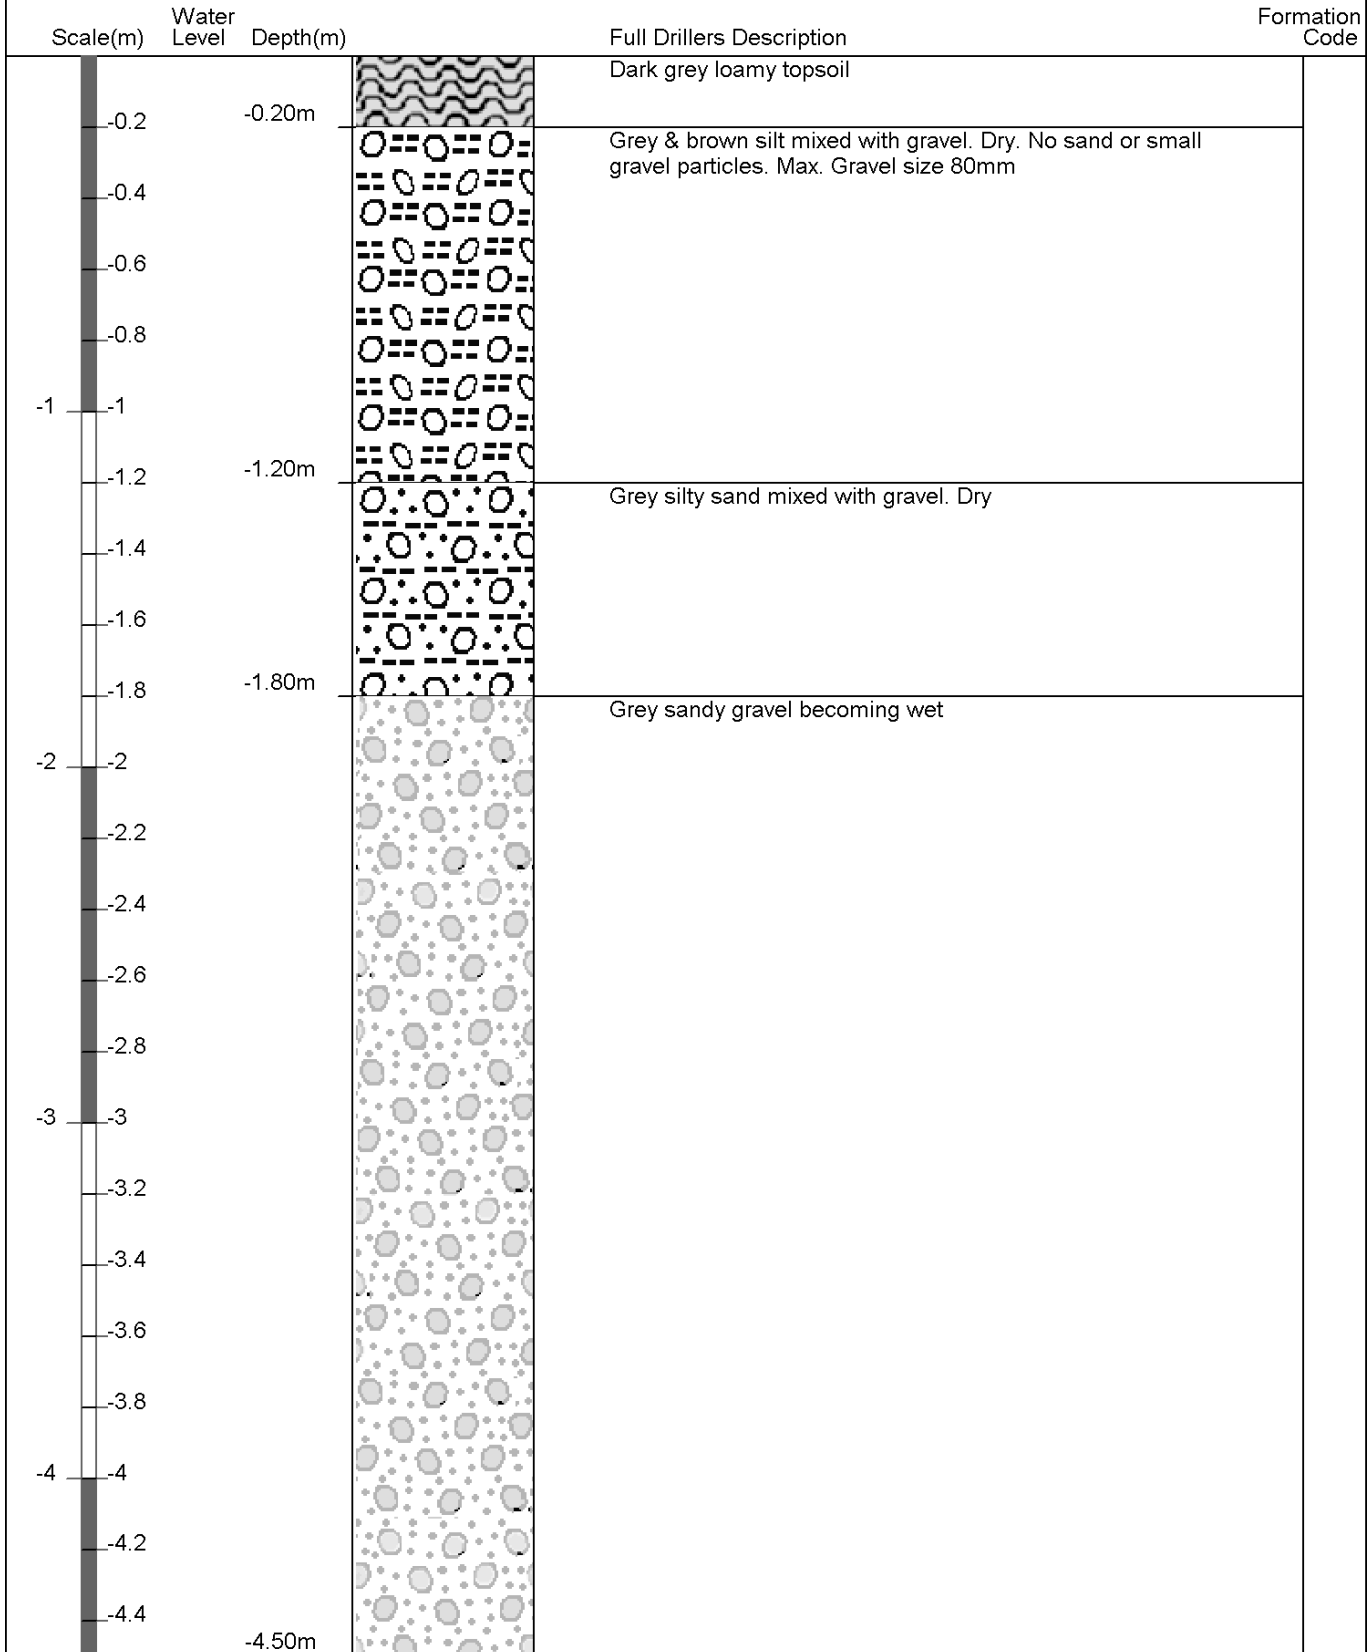 Water Level
Formation Code
Scale(m)
Depth(m)
Full Drillers Description
Dark grey loamy topsoil
-0.20m
-0.2
Grey & brown silt mixed with gravel. Dry. No sand or small
gravel particles. Max. Gravel size 80mm
-0.4
-0.6
-0.8
-1 -1
-1.20m
-1.2
Grey silty sand mixed with gravel. Dry
-1.4
-1.6
-1.80m
-1.8
Grey sandy gravel becoming wet
-2 -2
-2.2
-2.4
-2.6
-2.8
-3 -3
-3.2
-3.4
-3.6
-3.8
-4 -4
-4.2
-4.4
-4.50m